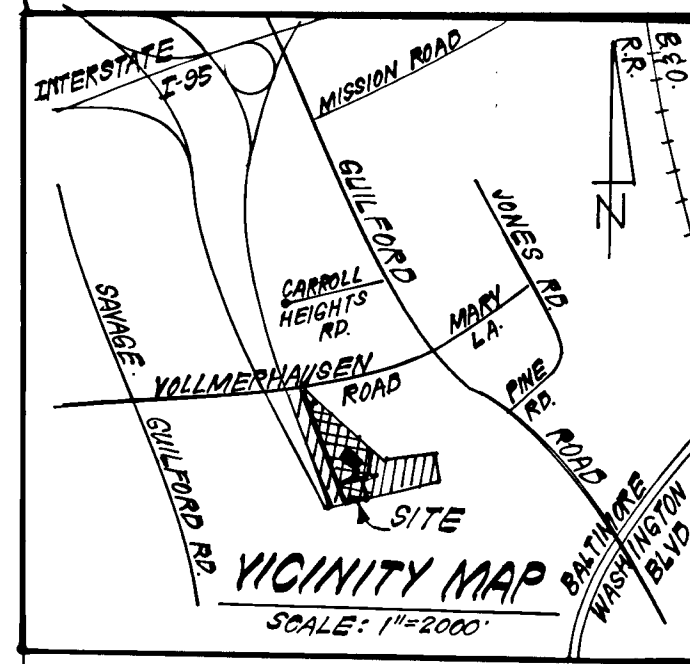 INTERSTATE
I-95
MISSION ROAD
B.&O.
R.R.
N
GUILFORD
ROAD
JONES RD.
CARROLL
HEIGHTS
RD.
MARY
LA.
SAVAGE
GUILFORD RD.
VOLLMERHAUSEN
ROAD
PINE
RD.
SITE
BALTIMORE
WASHINGTON
BLVD
VICINITY MAP
SCALE: 1"=2000'